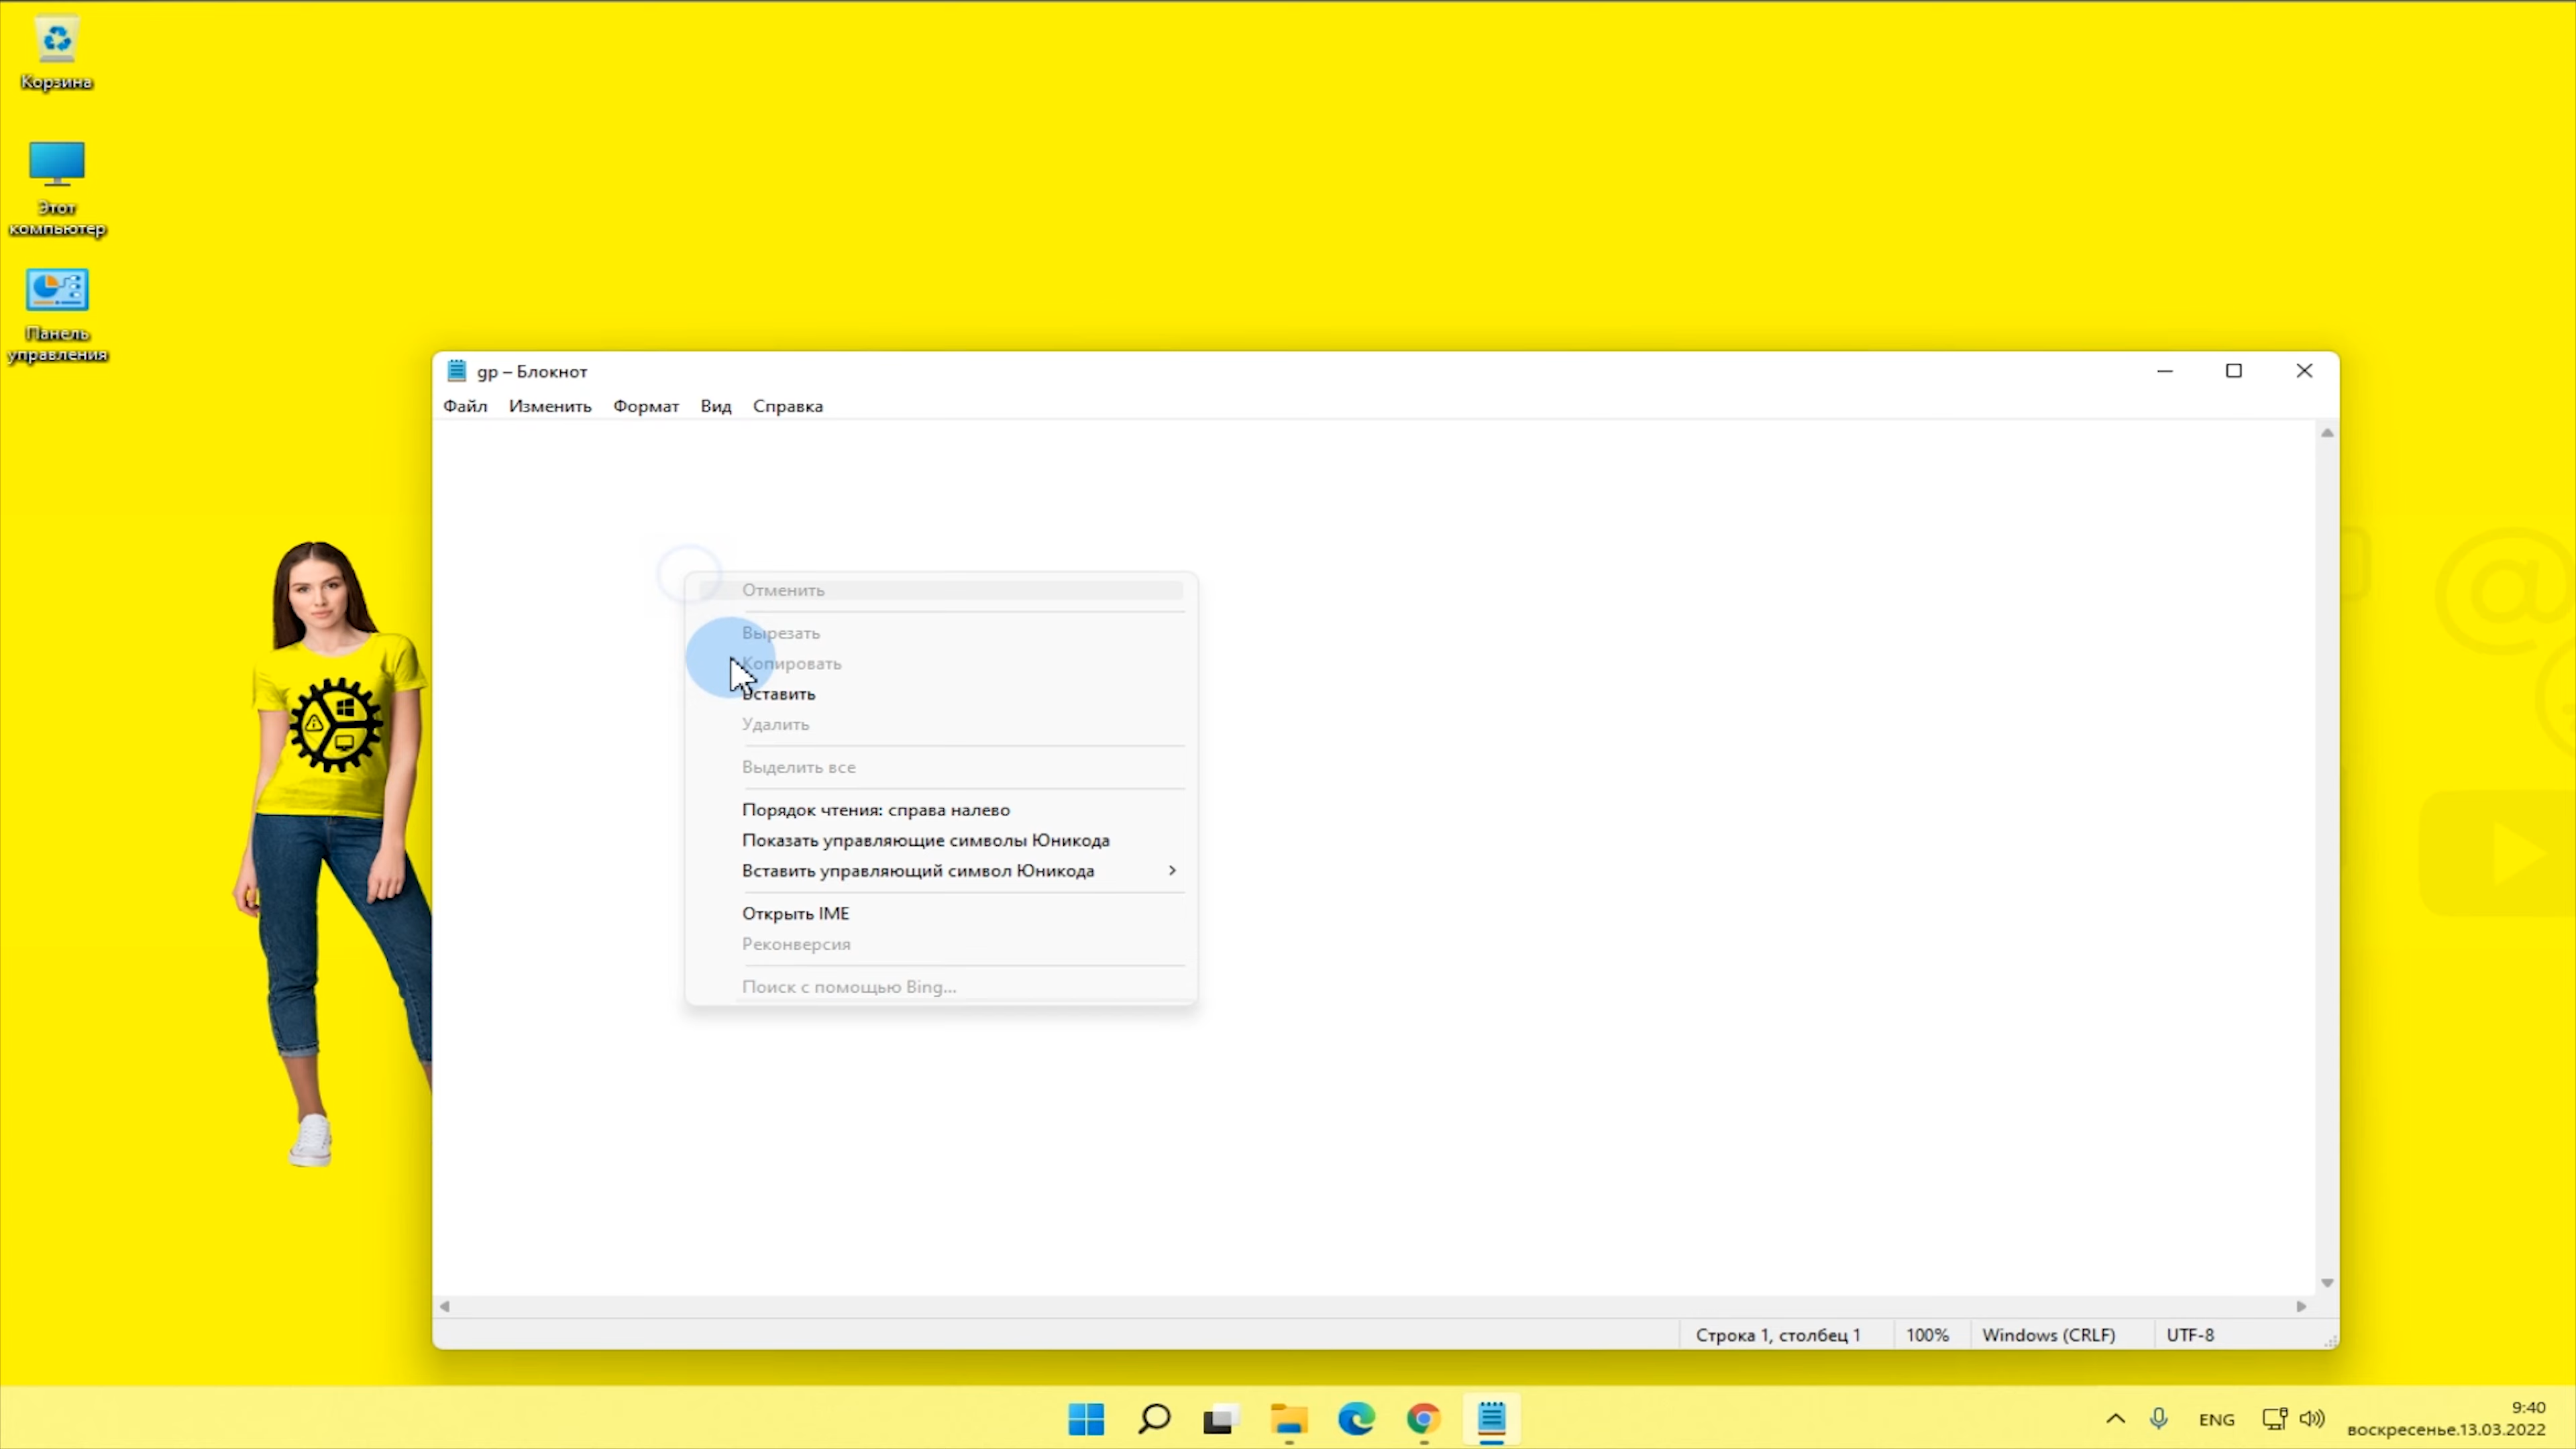 Корзина
Этот
компьютер
Панель
управления
gp – Блокнот
Файл Изменить Формат Вид Справка
Отменить
Вырезать
Копировать
Вставить
Удалить
Выделить все
Порядок чтения: справа налево
Показать управляющие символы Юникода
Вставить управляющий символ Юникода
Открыть IME
Реконверсия
Поиск с помощью Bing...
Строка 1, столбец 1 100% Windows (CRLF) UTF-8
ENG
9:40
воскресенье.13.03.2022